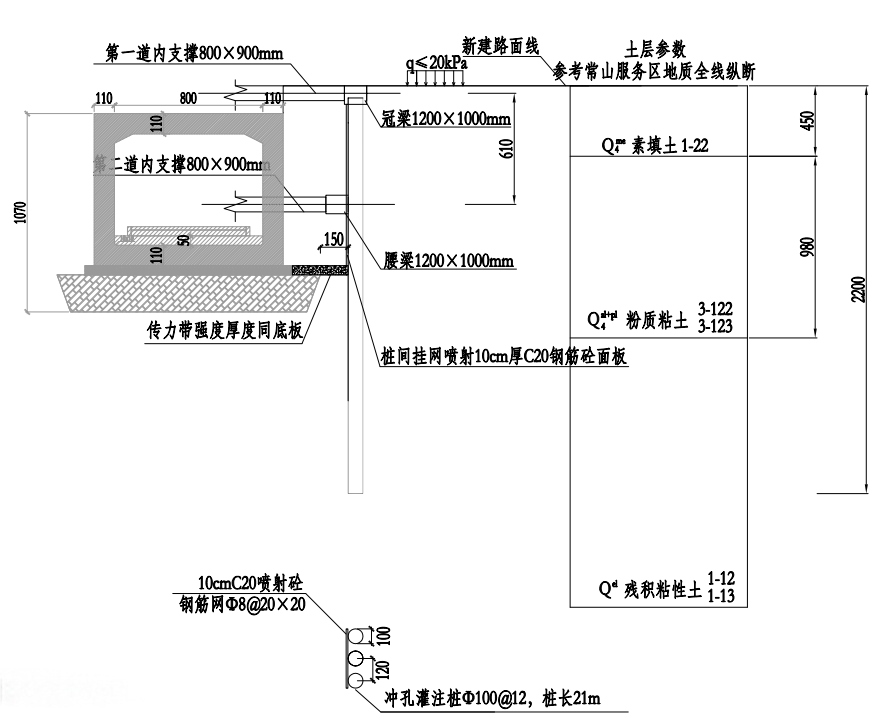 新建路面线
土层参数
参考常山服务区地质全线纵断
第一道内支撑800×900mm
q≤20kPa
110
800
110
冠梁1200×1000mm
450
110
610
Q4me 素填土 1-22
第二道内支撑800×900mm
1070
150
50
110
980
腰梁1200×1000mm
2200
Q4al+pl 粉质粘土 3-122
3-123
传力带强度厚度同底板
桩间挂网喷射10cm厚C20钢筋砼面板
10cmC20喷射砼
钢筋网Φ8@20×20
Qel 残积粘性土 1-12
1-13
100
120
冲孔灌注桩Φ100@12，桩长21m